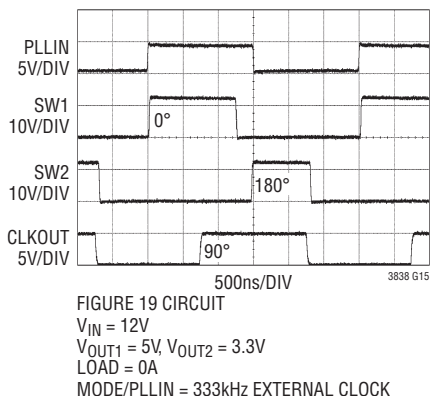 PLLIN
5V/DIV
SW1
10V/DIV
0°
SW2
10V/DIV
180°
CLKOUT
5V/DIV
90°
500ns/DIV
3838 G15
FIGURE 19 CIRCUIT
VIN = 12V
VOUT1 = 5V, VOUT2 = 3.3V
LOAD = 0A
MODE/PLLIN = 333kHz EXTERNAL CLOCK